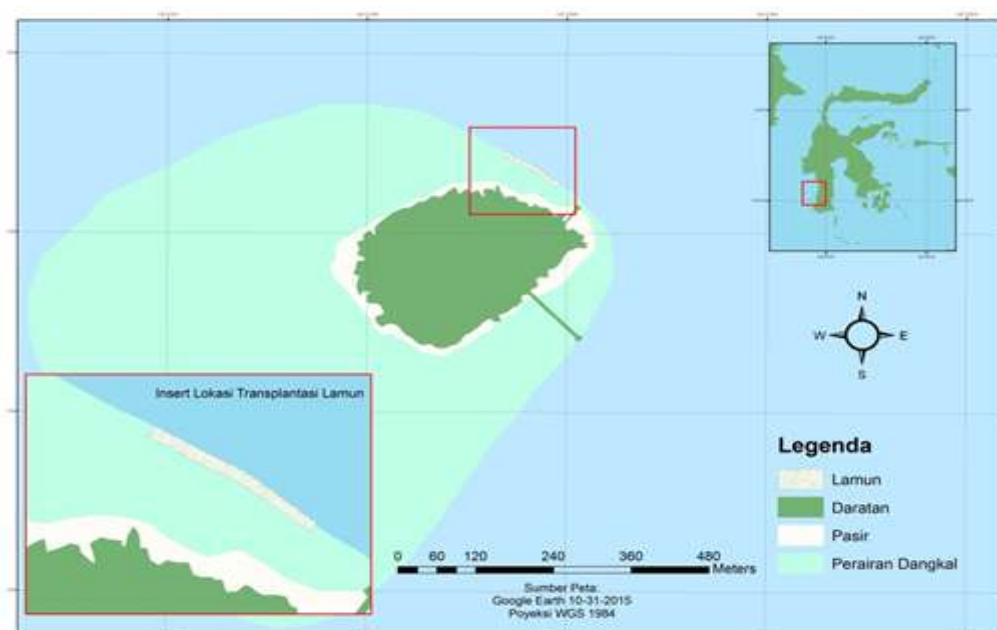 Insert Lokasi Transplantasi Lamun
N
W E
S
Legenda
Lamun
Daratan
Pasir
Perairan Dangkal
0 60 120 240 360 480
Meters
Sumber Peta:
Google Earth 10-31-2015
Poyeksi WGS 1984